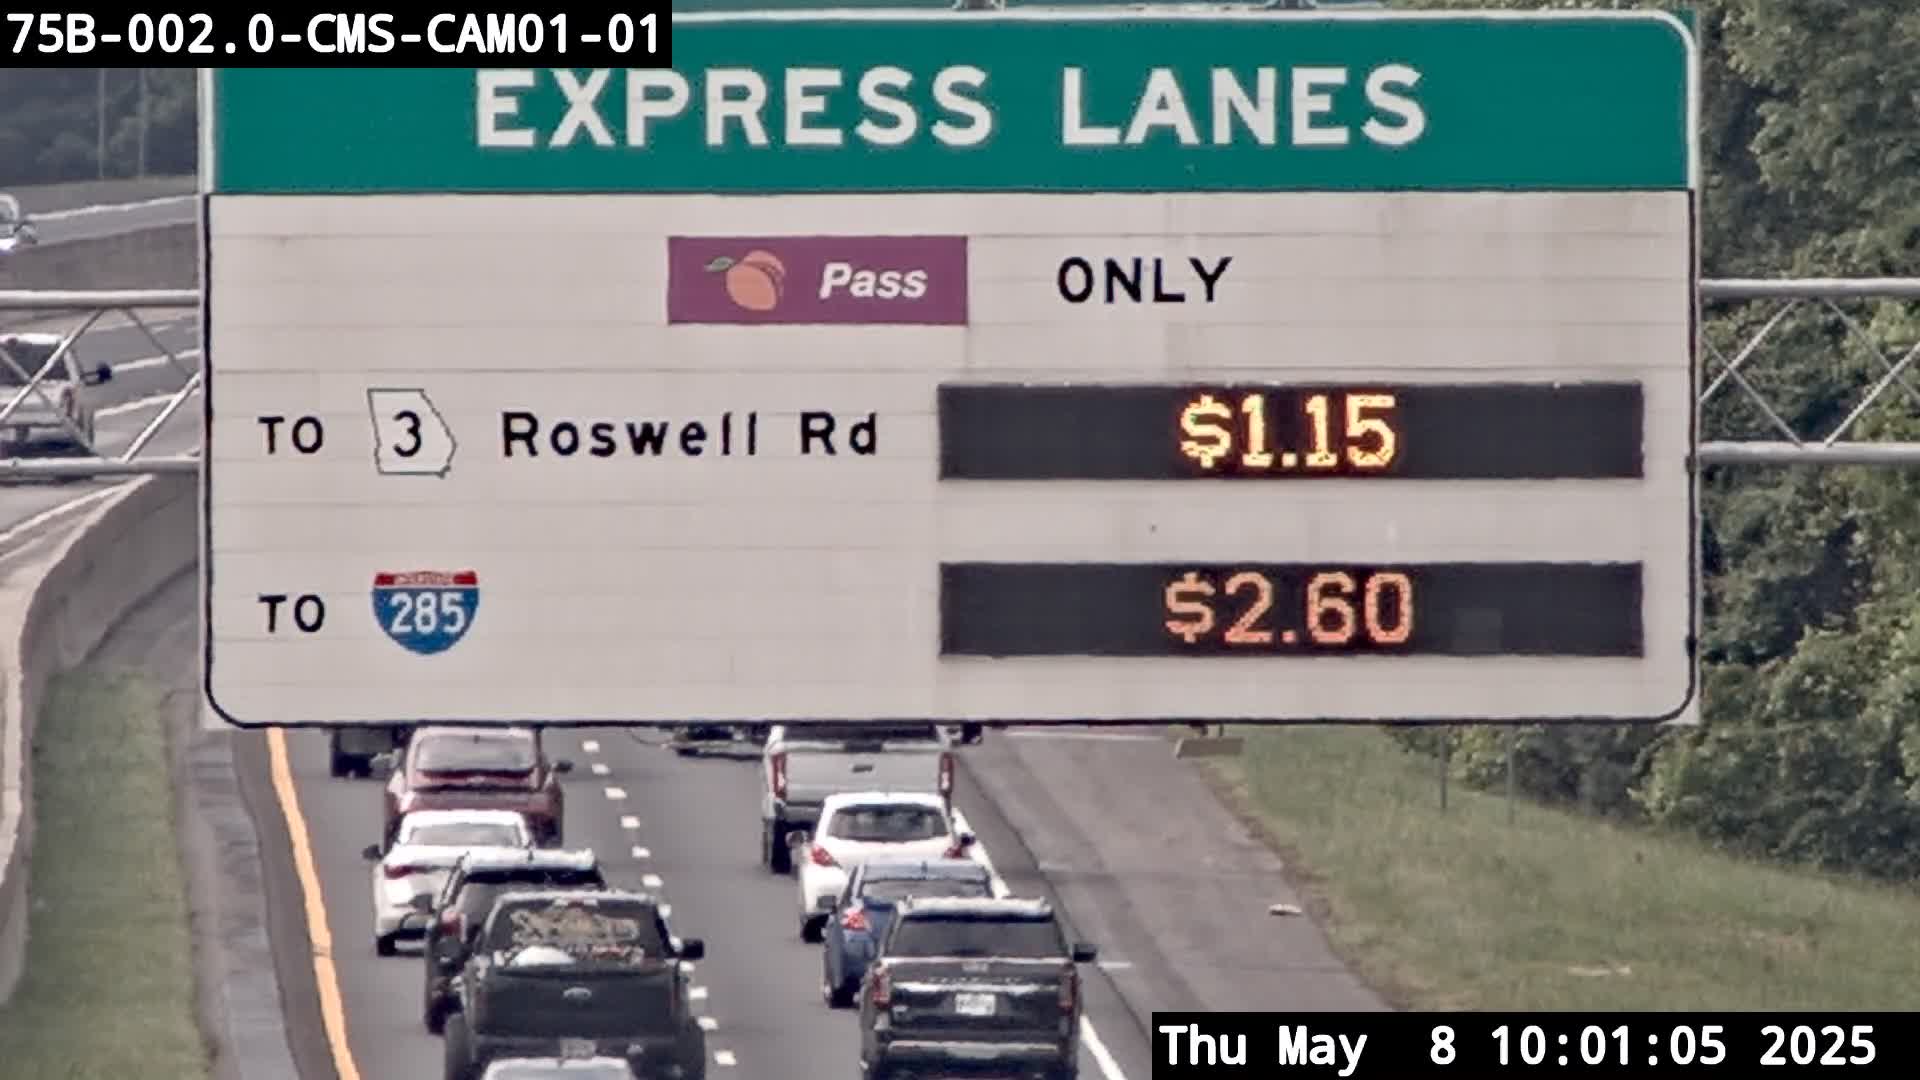 75B-002.0-CMS-CAM01-01
EXPRESS LANES
Pass ONLY
TO 3 Roswell Rd $1.15
TO 285 $2.60
Thu May 8 10:01:05 2025